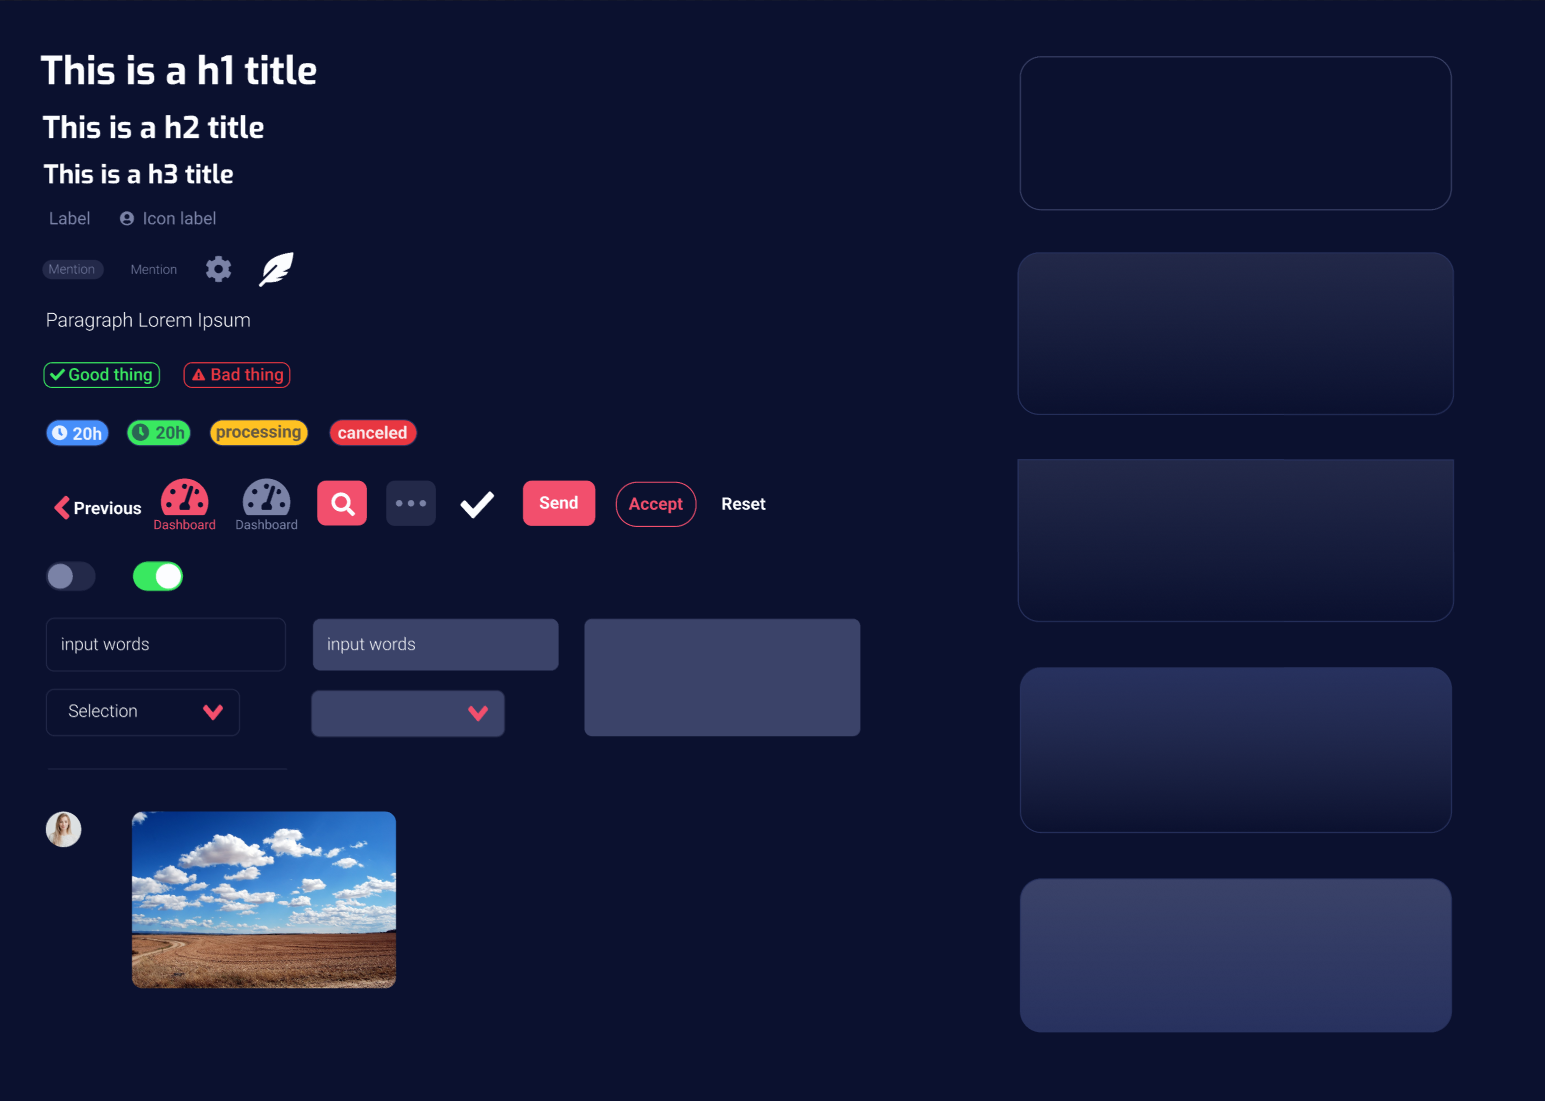 This is a h1 title
This is a h2 title
This is a h3 title
Label Icon label
Mention Mention
Paragraph Lorem Ipsum
Good thing Bad thing
20h 20h processing canceled
Previous Dashboard Dashboard Send Accept Reset
input words input words
Selection